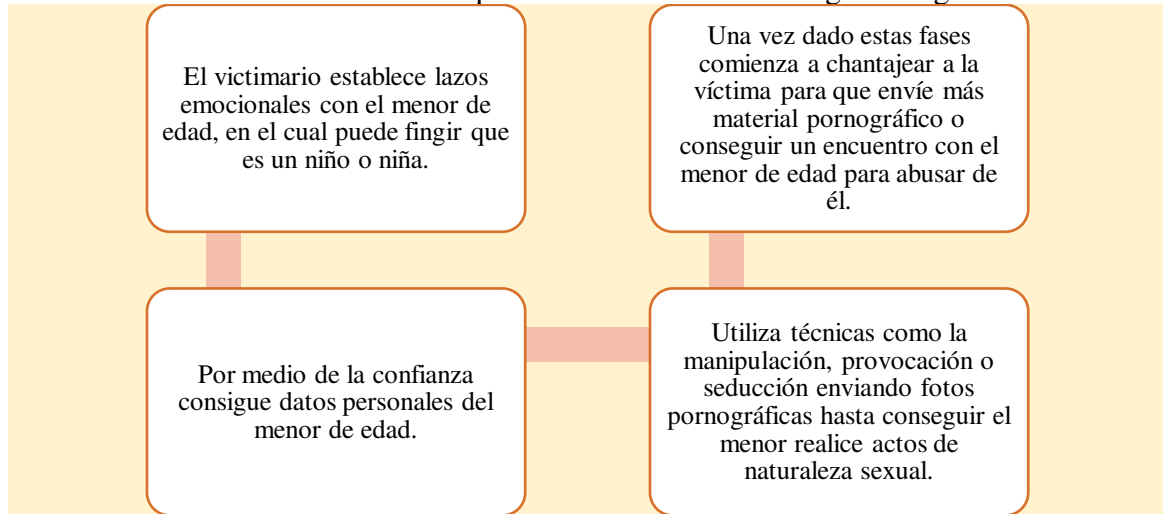 El victimario establece lazos
emocionales con el menor de
edad, en el cual puede fingir que
es un niño o niña.
Por medio de la confianza
consigue datos personales del
menor de edad.
Utiliza técnicas como la
manipulación, provocación o
seducción enviando fotos
pornográficas hasta conseguir el
menor realice actos de
naturaleza sexual.
Una vez dado estas fases
comienza a chantajear a la
víctima para que envíe más
material pornográfico o
conseguir un encuentro con el
menor de edad para abusar de
él.